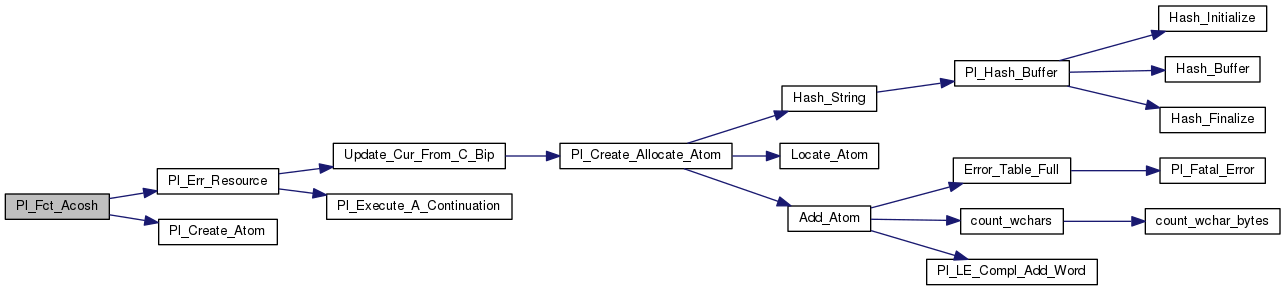 Pl_Fct_Acosh
Pl_Err_Resource
Pl_Create_Atom
Update_Cur_From_C_Bip
Pl_Execute_A_Continuation
Pl_Create_Allocate_Atom
Hash_String
Locate_Atom
Add_Atom
Pl_Hash_Buffer
Error_Table_Full
count_wchars
Pl_LE_Compl_Add_Word
Hash_Initialize
Hash_Buffer
Hash_Finalize
Pl_Fatal_Error
count_wchar_bytes